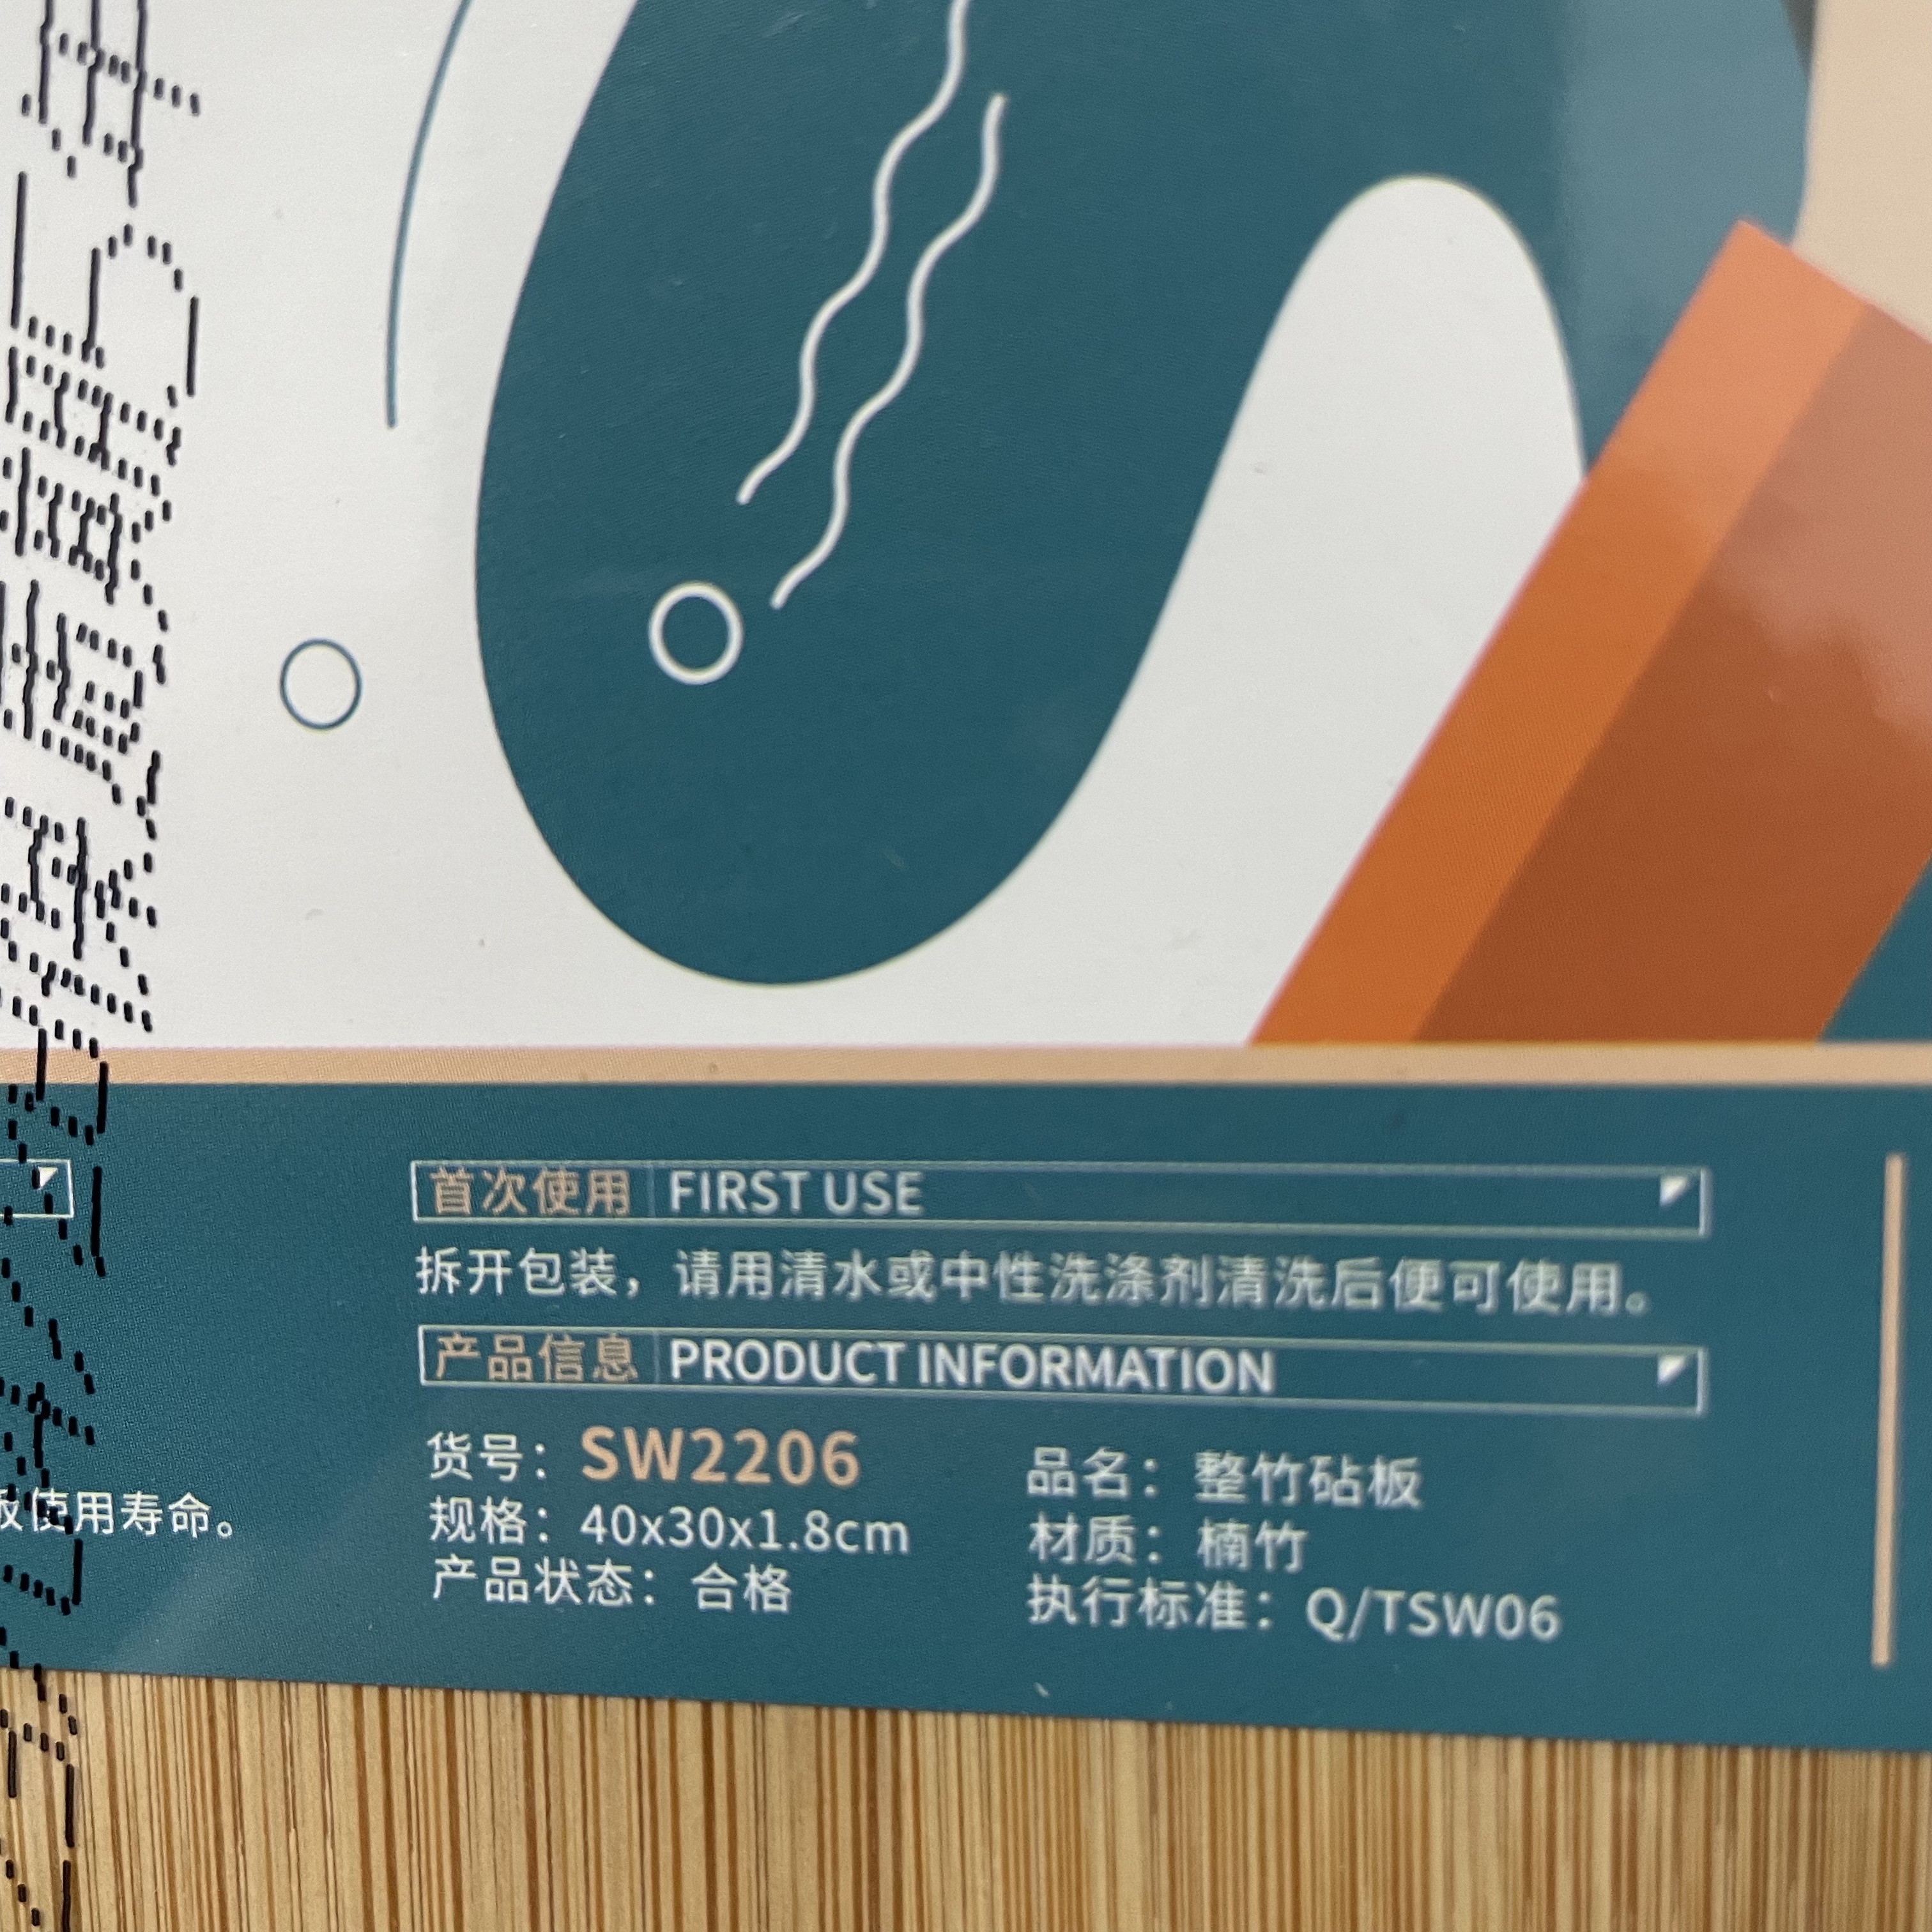 首次使用 FIRST USE
拆开包装，请用清水或中性洗涤剂清洗后便可使用。
产品信息 PRODUCT INFORMATION
货号：SW2206
规格：40x30x1.8cm
产品状态：合格
品名：整竹砧板
材质：楠竹
执行标准：Q/TSW06
使用寿命。